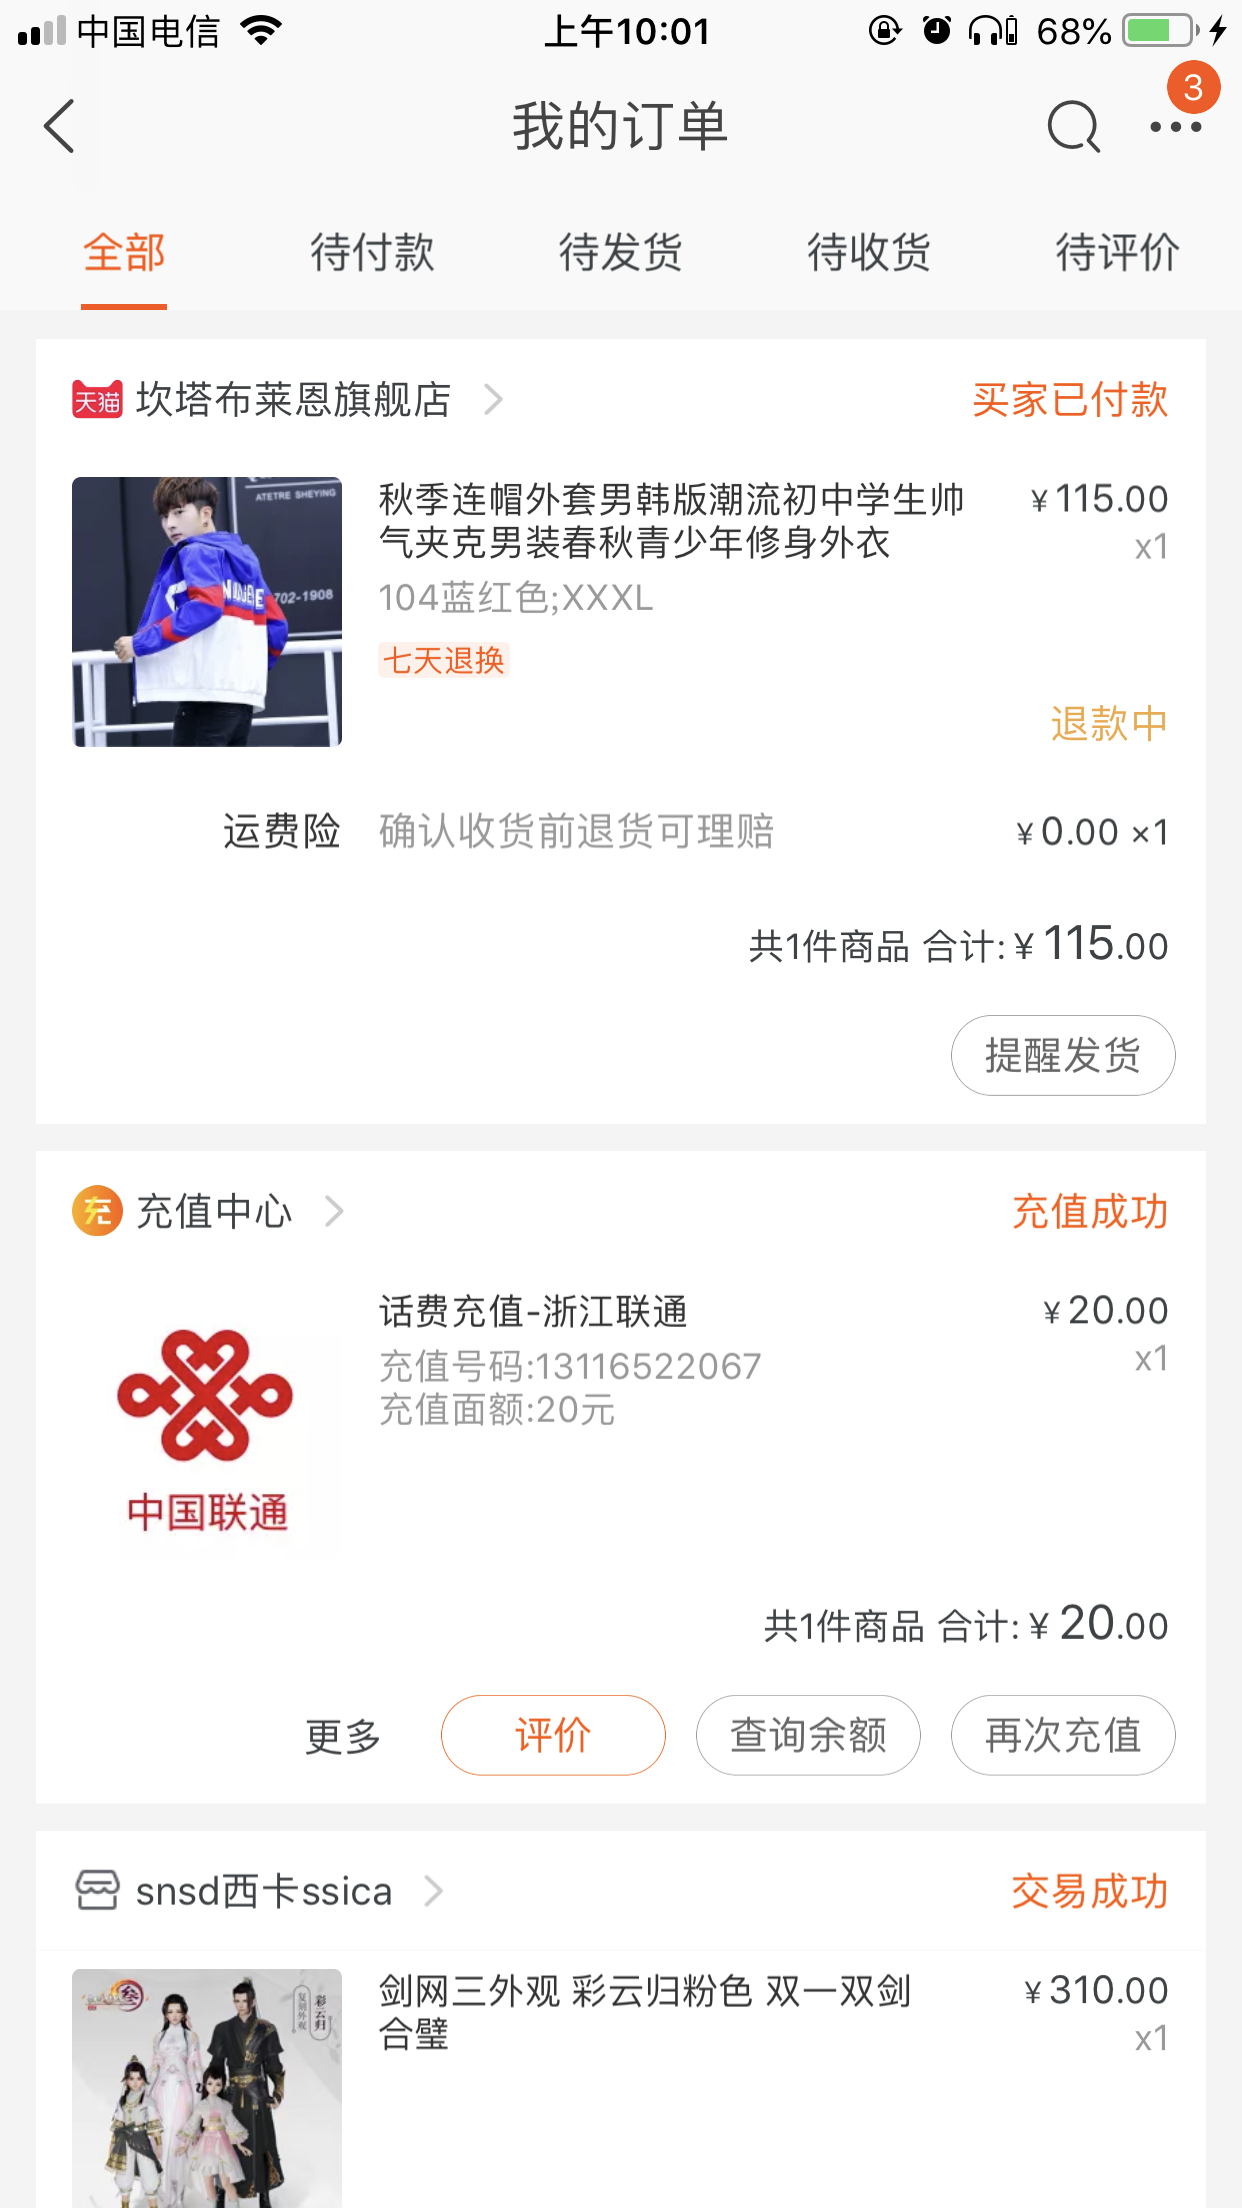 中国电信 上午10:01 68%
我的订单 3
全部 待付款 待发货 待收货 待评价
天猫 坎塔布莱恩旗舰店 买家已付款
ATETRE SHEYING
702-1908
秋季连帽外套男韩版潮流初中学生帅 ¥115.00
气夹克男装春秋青少年修身外衣 x1
104蓝红色;XXXL
七天退换
退款中
运费险 确认收货前退货可理赔 ¥0.00 ×1
共1件商品 合计:¥115.00
提醒发货
充 充值中心 充值成功
话费充值-浙江联通 ¥20.00
充值号码:13116522067 x1
充值面额:20元
中国联通
共1件商品 合计:¥20.00
更多 评价 查询余额 再次充值
snsd西卡ssica 交易成功
叁
彩云归
复刻外观
剑网三外观 彩云归粉色 双一双剑 ¥310.00
合璧 x1